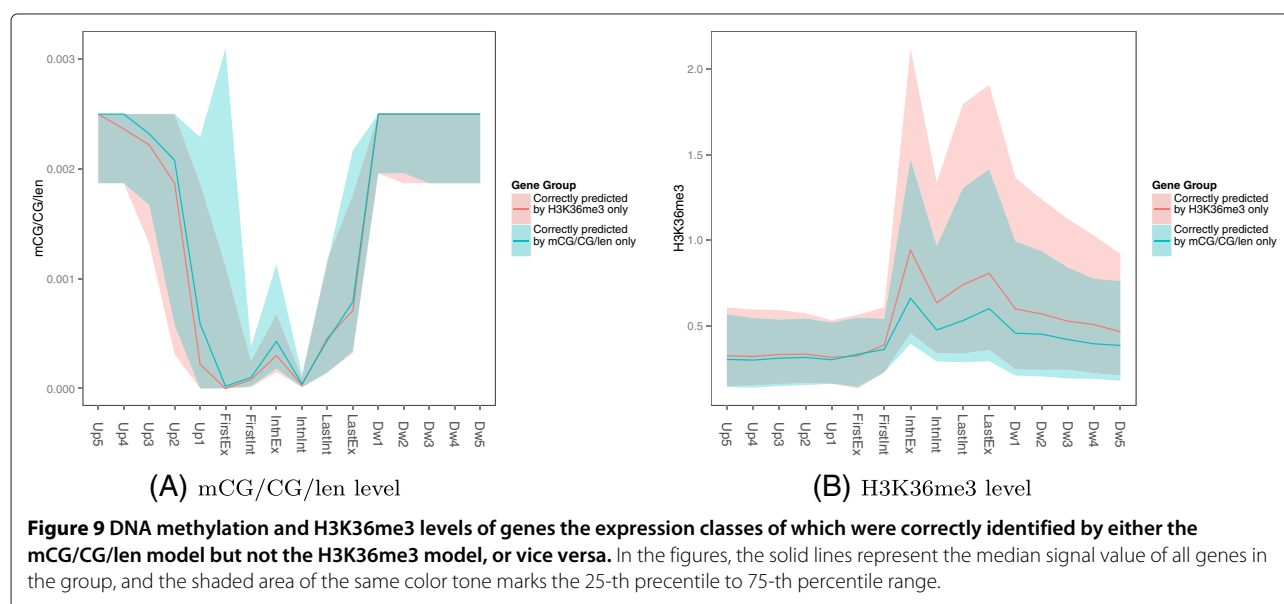 0.003
0.002
0.001
0.000
mCG/CG/len
Up5
Up4
Up3
Up2
Up1
FirstEx
FirstInt
IntnEx
IntnInt
LastInt
LastEx
Dw1
Dw2
Dw3
Dw4
Dw5
Gene Group
Correctly predicted
by H3K36me3 only
Correctly predicted
by mCG/CG/len only
(A) mCG/CG/len level
2.0
1.5
1.0
0.5
H3K36me3
Up5
Up4
Up3
Up2
Up1
FirstEx
FirstInt
IntnEx
IntnInt
LastInt
LastEx
Dw1
Dw2
Dw3
Dw4
Dw5
Gene Group
Correctly predicted
by H3K36me3 only
Correctly predicted
by mCG/CG/len only
(B) H3K36me3 level
Figure 9 DNA methylation and H3K36me3 levels of genes the expression classes of which were correctly identified by either the
mCG/CG/len model but not the H3K36me3 model, or vice versa. In the figures, the solid lines represent the median signal value of all genes in
the group, and the shaded area of the same color tone marks the 25-th precentile to 75-th percentile range.